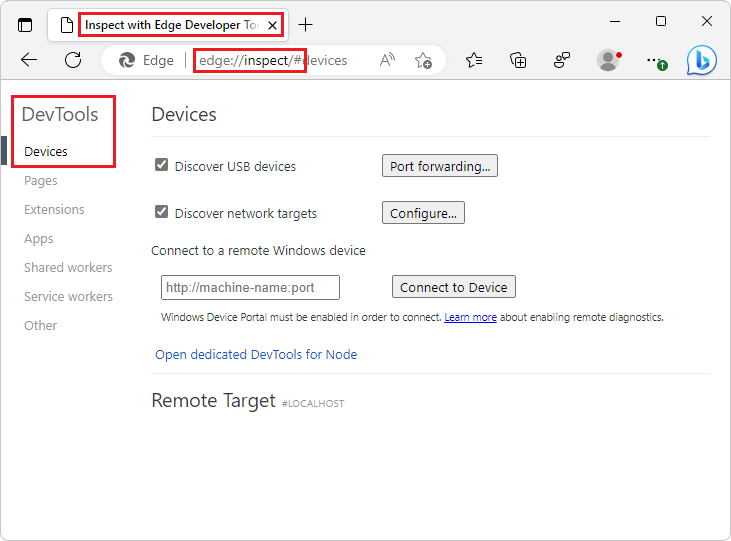 Inspect with Edge Developer To
Edge
edge://inspect/#devices
DevTools
Devices
Pages
Extensions
Apps
Shared workers
Service workers
Other
Devices
Discover USB devices
Port forwarding...
Discover network targets
Configure...
Connect to a remote Windows device
http://machine-name:port
Connect to Device
Windows Device Portal must be enabled in order to connect. Learn more about enabling remote diagnostics.
Open dedicated DevTools for Node
Remote Target #LOCALHOST